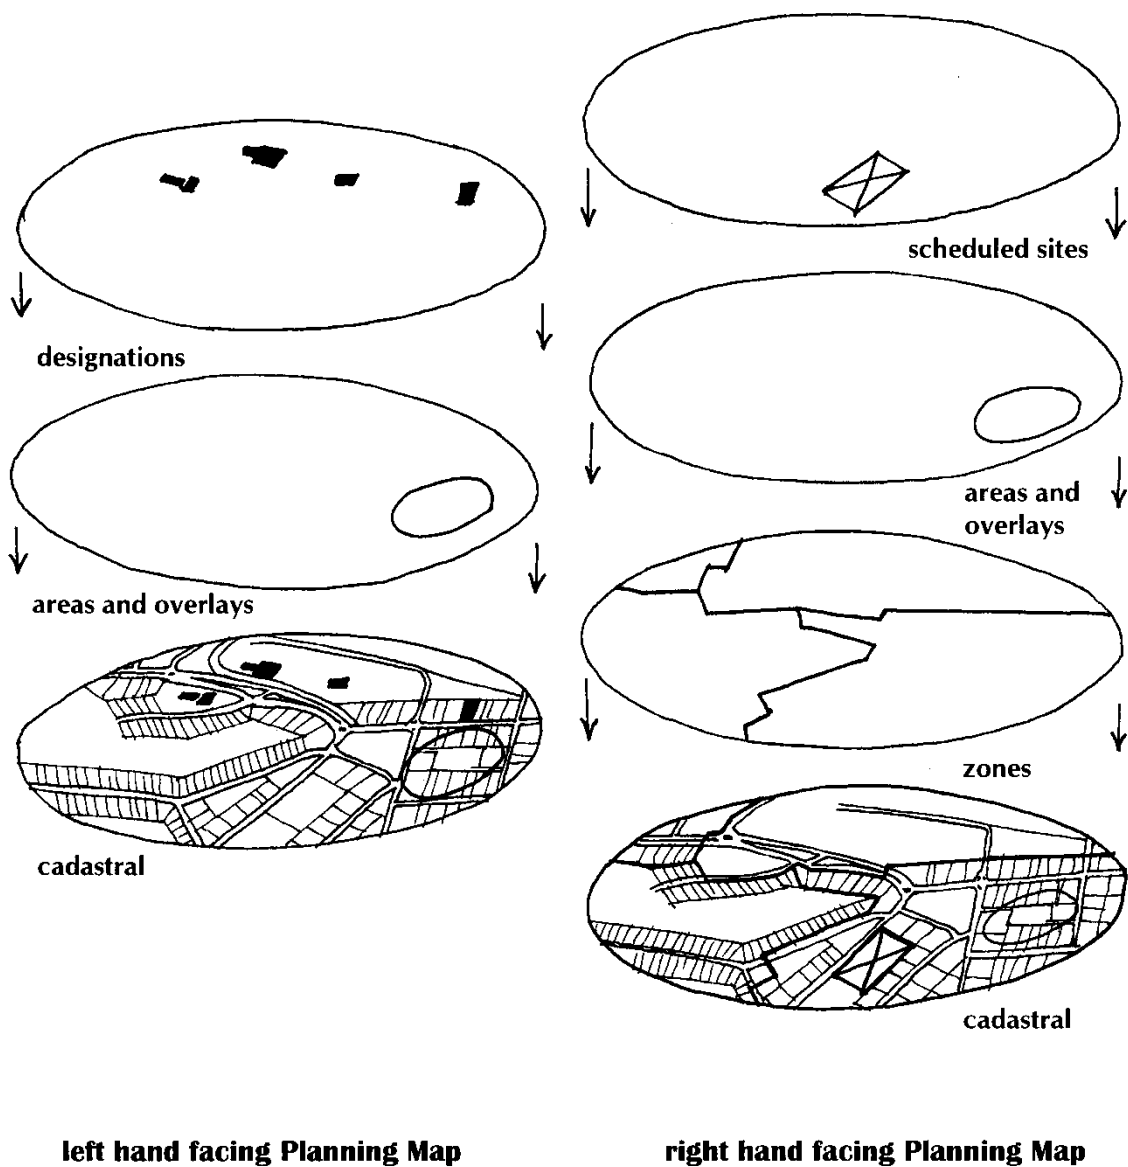 designations
areas and overlays
cadastral
left hand facing Planning Map
scheduled sites
areas and
overlays
zones
cadastral
right hand facing Planning Map